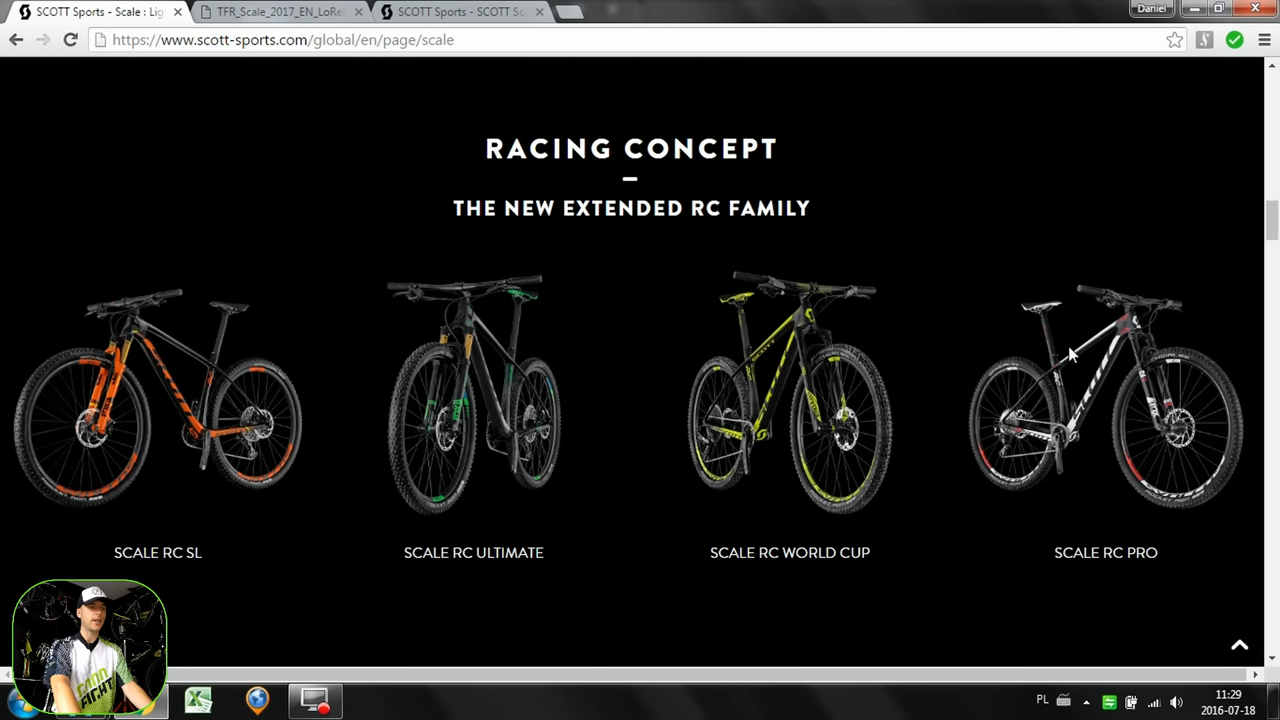 SCOTT Sports - Scale : Lig
TFR_Scale_2017_EN_LoRes
SCOTT Sports - SCOTT Sc
Daniel
https://www.scott-sports.com/global/en/page/scale
RACING CONCEPT
THE NEW EXTENDED RC FAMILY
SCALE RC SL
SCALE RC ULTIMATE
SCALE RC WORLD CUP
SCALE RC PRO
PL
11:29
2016-07-18